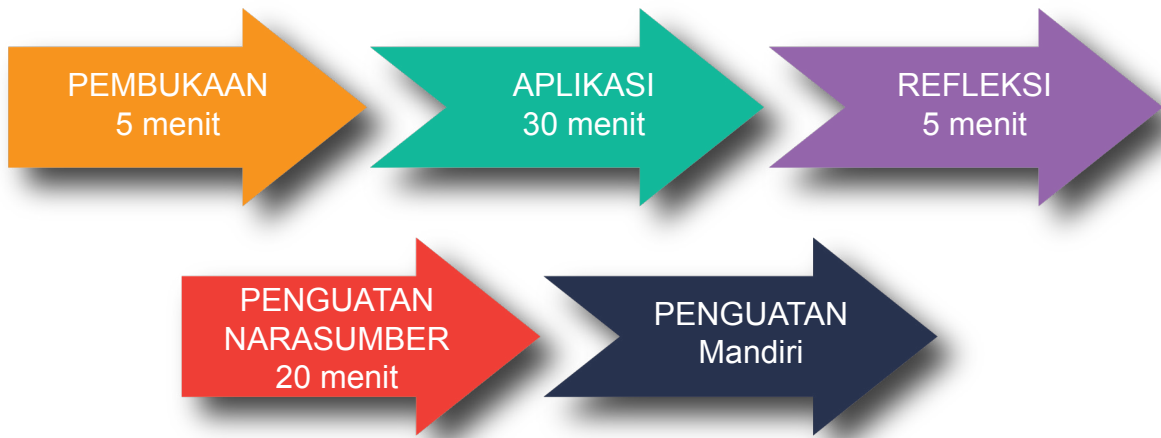 PEMBUKAAN
5 menit
APLIKASI
30 menit
REFLEKSI
5 menit
PENGUATAN
NARASUMBER
20 menit
PENGUATAN
Mandiri